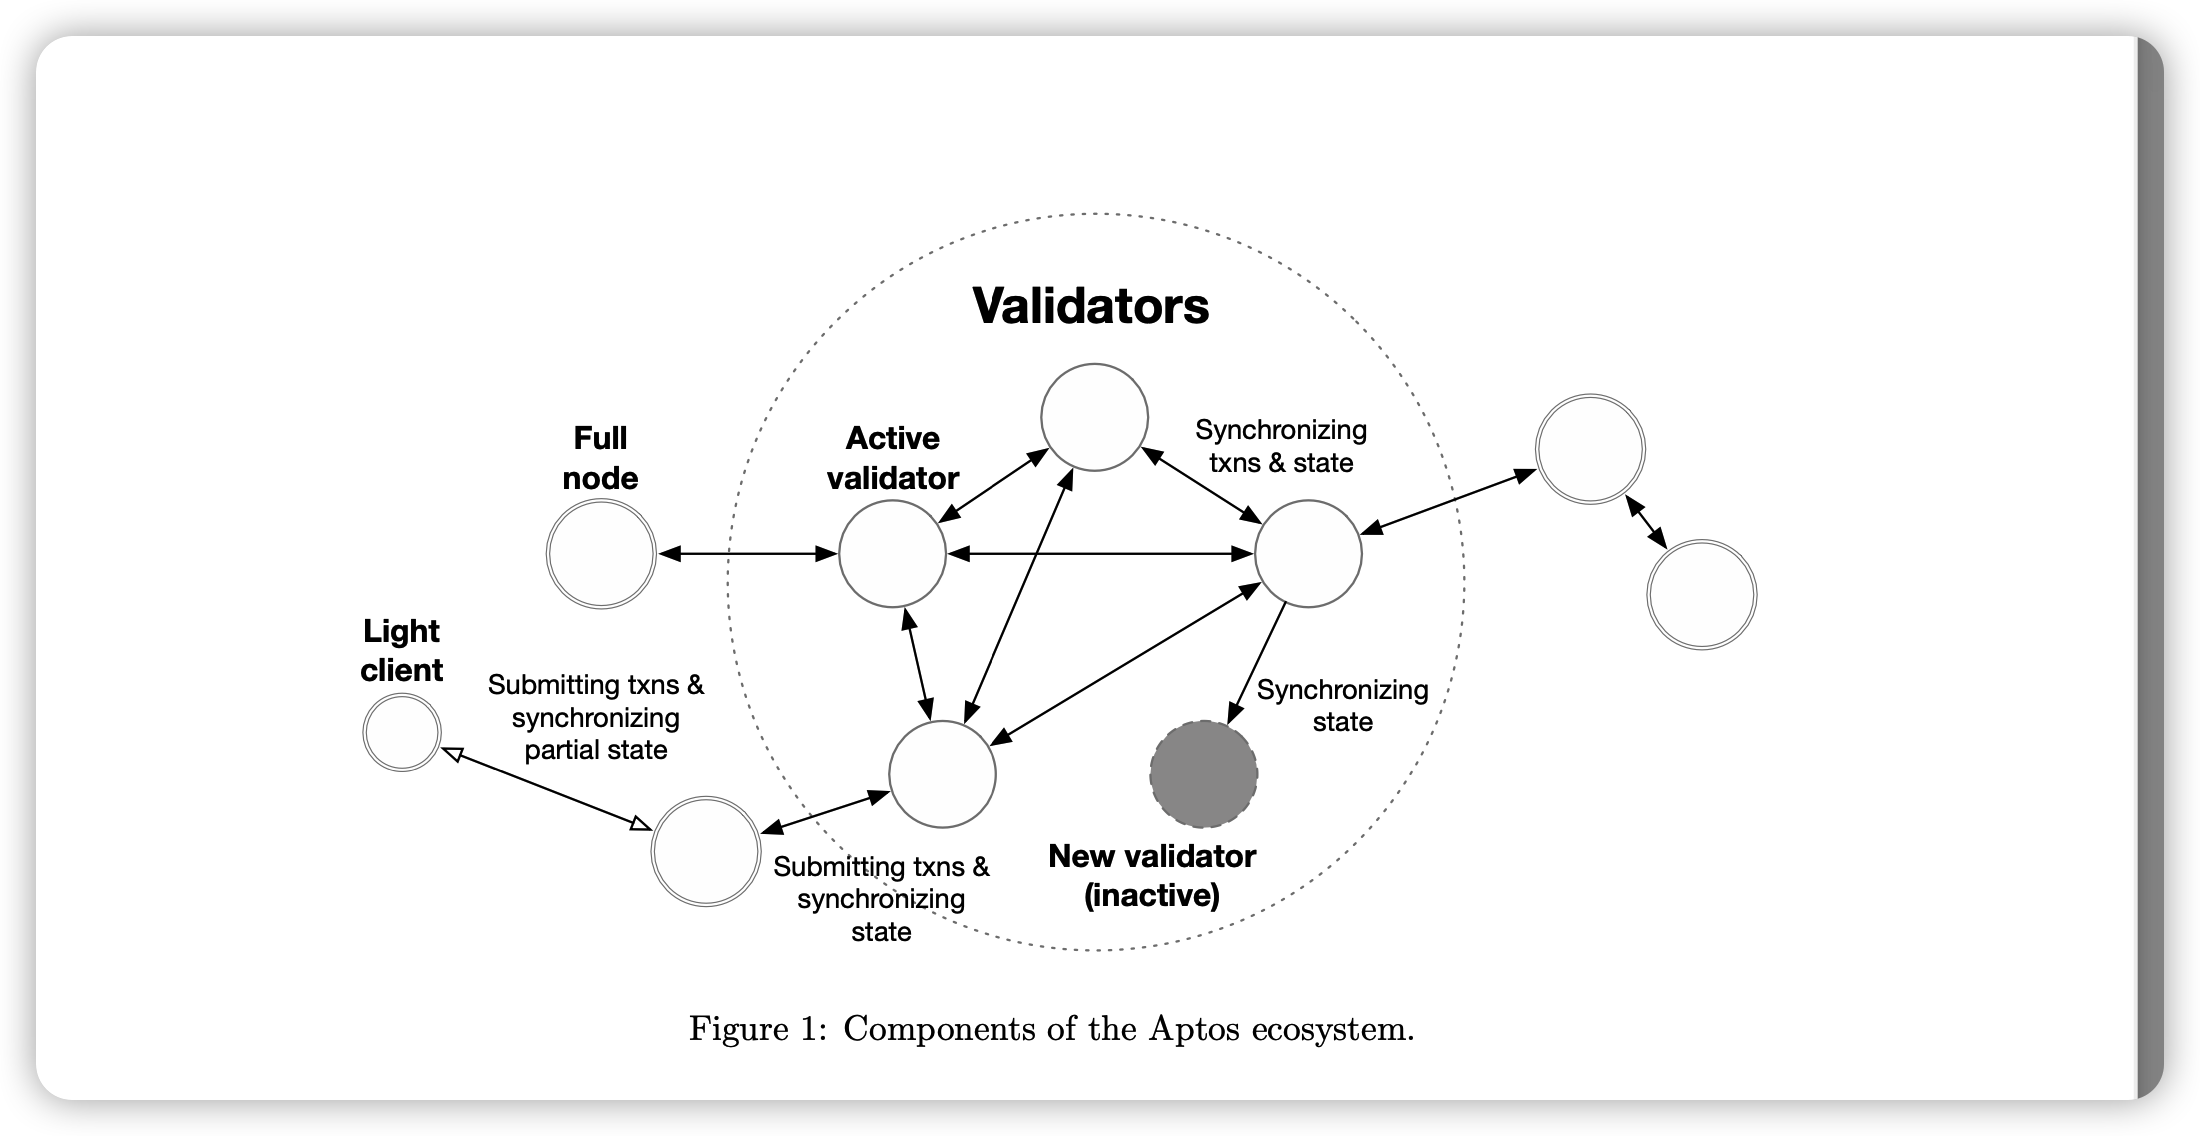 Validators
Full
node
Active
validator
Synchronizing
txns & state
Light
client
Submitting txns &
synchronizing
partial state
Synchronizing
state
Submitting txns &
synchronizing
state
New validator
(inactive)
Figure 1: Components of the Aptos ecosystem.